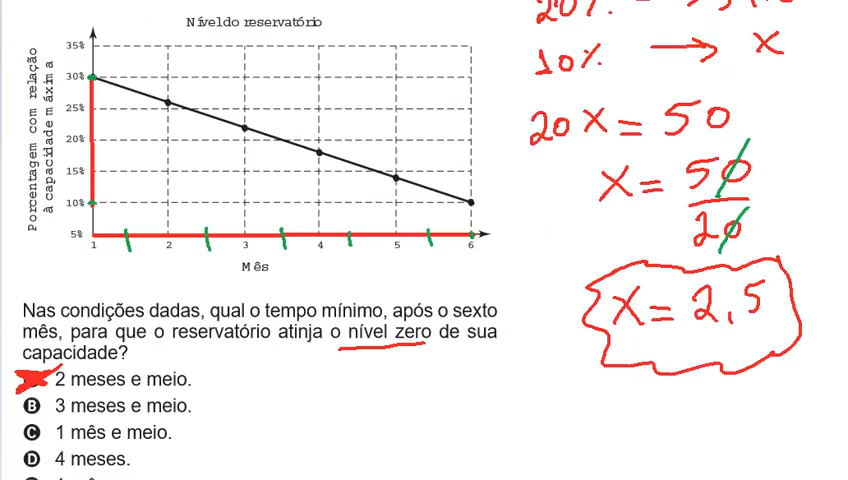 Níveldo reservatório
Porcentagem com relação
à capacidade máxima
35%
30%
25%
20%
15%
10%
5%
1 2 3 4 5 6
Mês
Nas condições dadas, qual o tempo mínimo, após o sexto
mês, para que o reservatório atinja o nível zero de sua
capacidade?
2 meses e meio.
B 3 meses e meio.
C 1 mês e meio.
D 4 meses.
20%
10% → x
20 x = 50
x = 50
20
x = 2,5